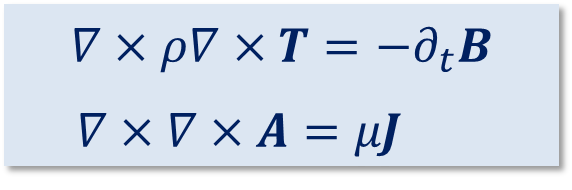 ∇ × ρ∇ × T = −∂ₜB
∇ × ∇ × A = μJ